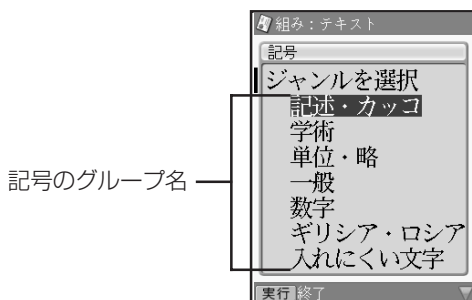 組み：テキスト
記号
ジャンルを選択
記述・カッコ
学術
単位・略
一般
数字
ギリシア・ロシア
入れにくい文字
記号のグループ名
実行 終了